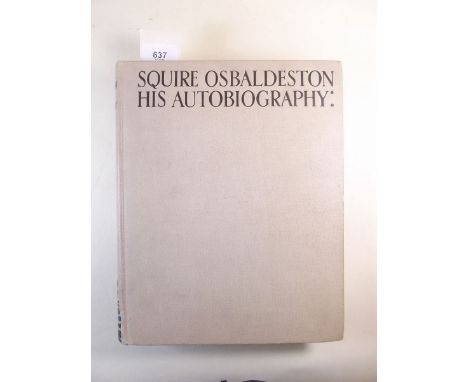 637
SQUIRE OSBALDESTON
HIS AUTOBIOGRAPHY: